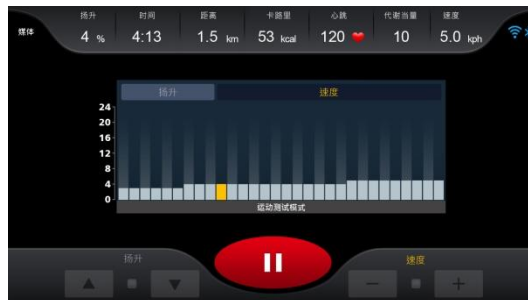 媒体
扬升 时间 距离 卡路里 心跳 代谢当量 速度
4 % 4:13 1.5 km 53 kcal 120 10 5.0 kph
扬升 速度
24
20
16
12
8
4
0
运动测试模式
扬升 速度